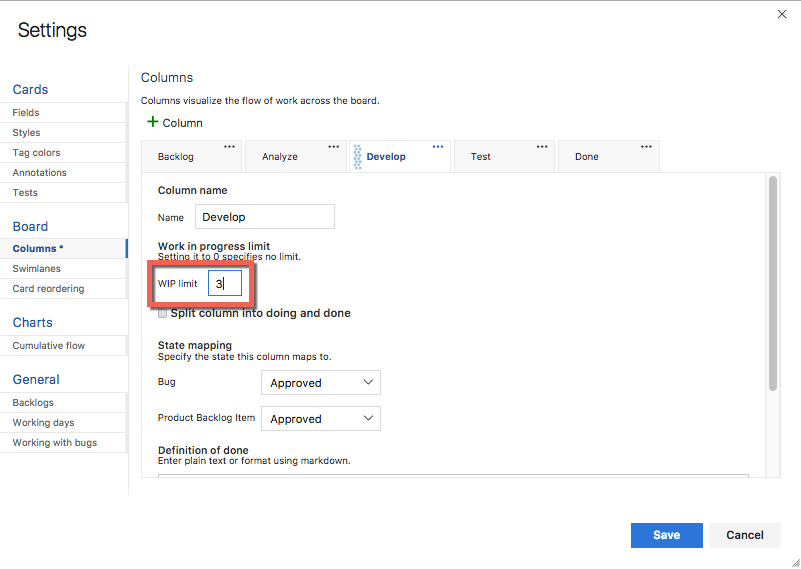 Settings
Cards
Fields
Styles
Tag colors
Annotations
Tests
Board
Columns *
Swimlanes
Card reordering
Charts
Cumulative flow
General
Backlogs
Working days
Working with bugs
Columns
Columns visualize the flow of work across the board.
+ Column
Backlog ... Analyze ... Develop ... Test ... Done ...
Column name
Name Develop
Work in progress limit
Setting it to 0 specifies no limit.
WIP limit 3
Split column into doing and done
State mapping
Specify the state this column maps to.
Bug Approved
Product Backlog Item Approved
Definition of done
Enter plain text or format using markdown.
Save Cancel